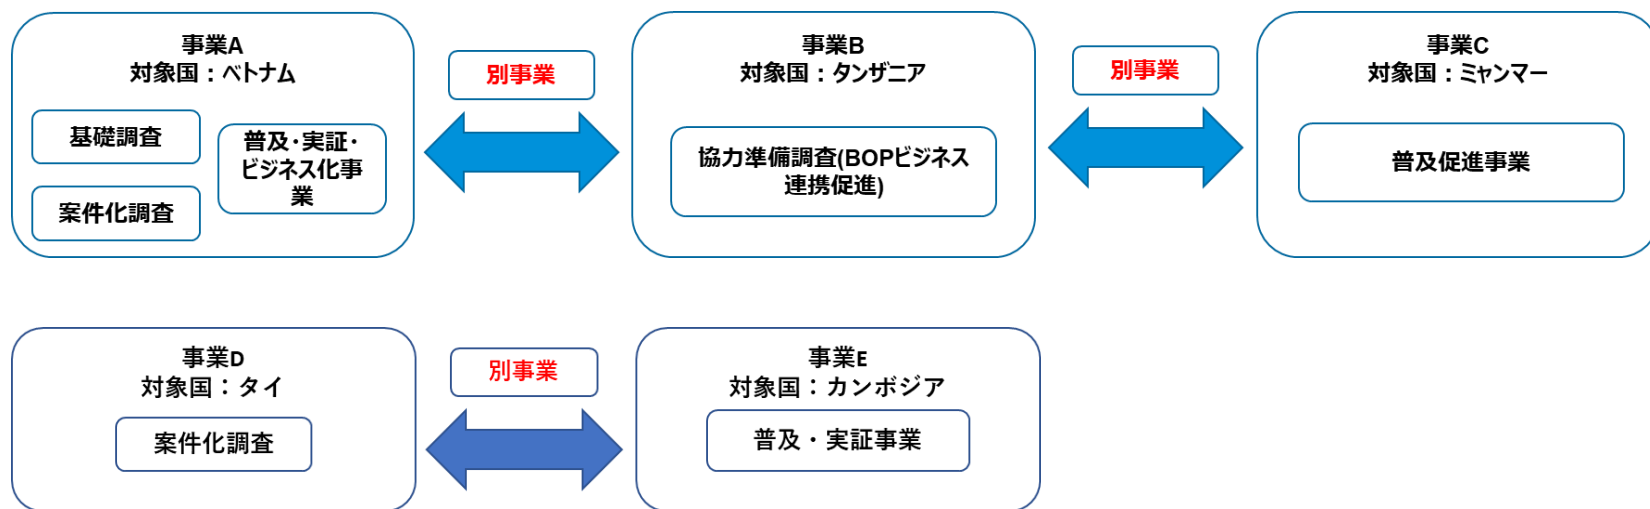 事業A
対象国：ベトナム
基礎調査
案件化調査
普及･実証･
ビジネス化事
業
別事業
事業B
対象国：タンザニア
協力準備調査(BOPビジネス
連携促進)
別事業
事業C
対象国：ミャンマー
普及促進事業
事業D
対象国：タイ
案件化調査
別事業
事業E
対象国：カンボジア
普及・実証事業